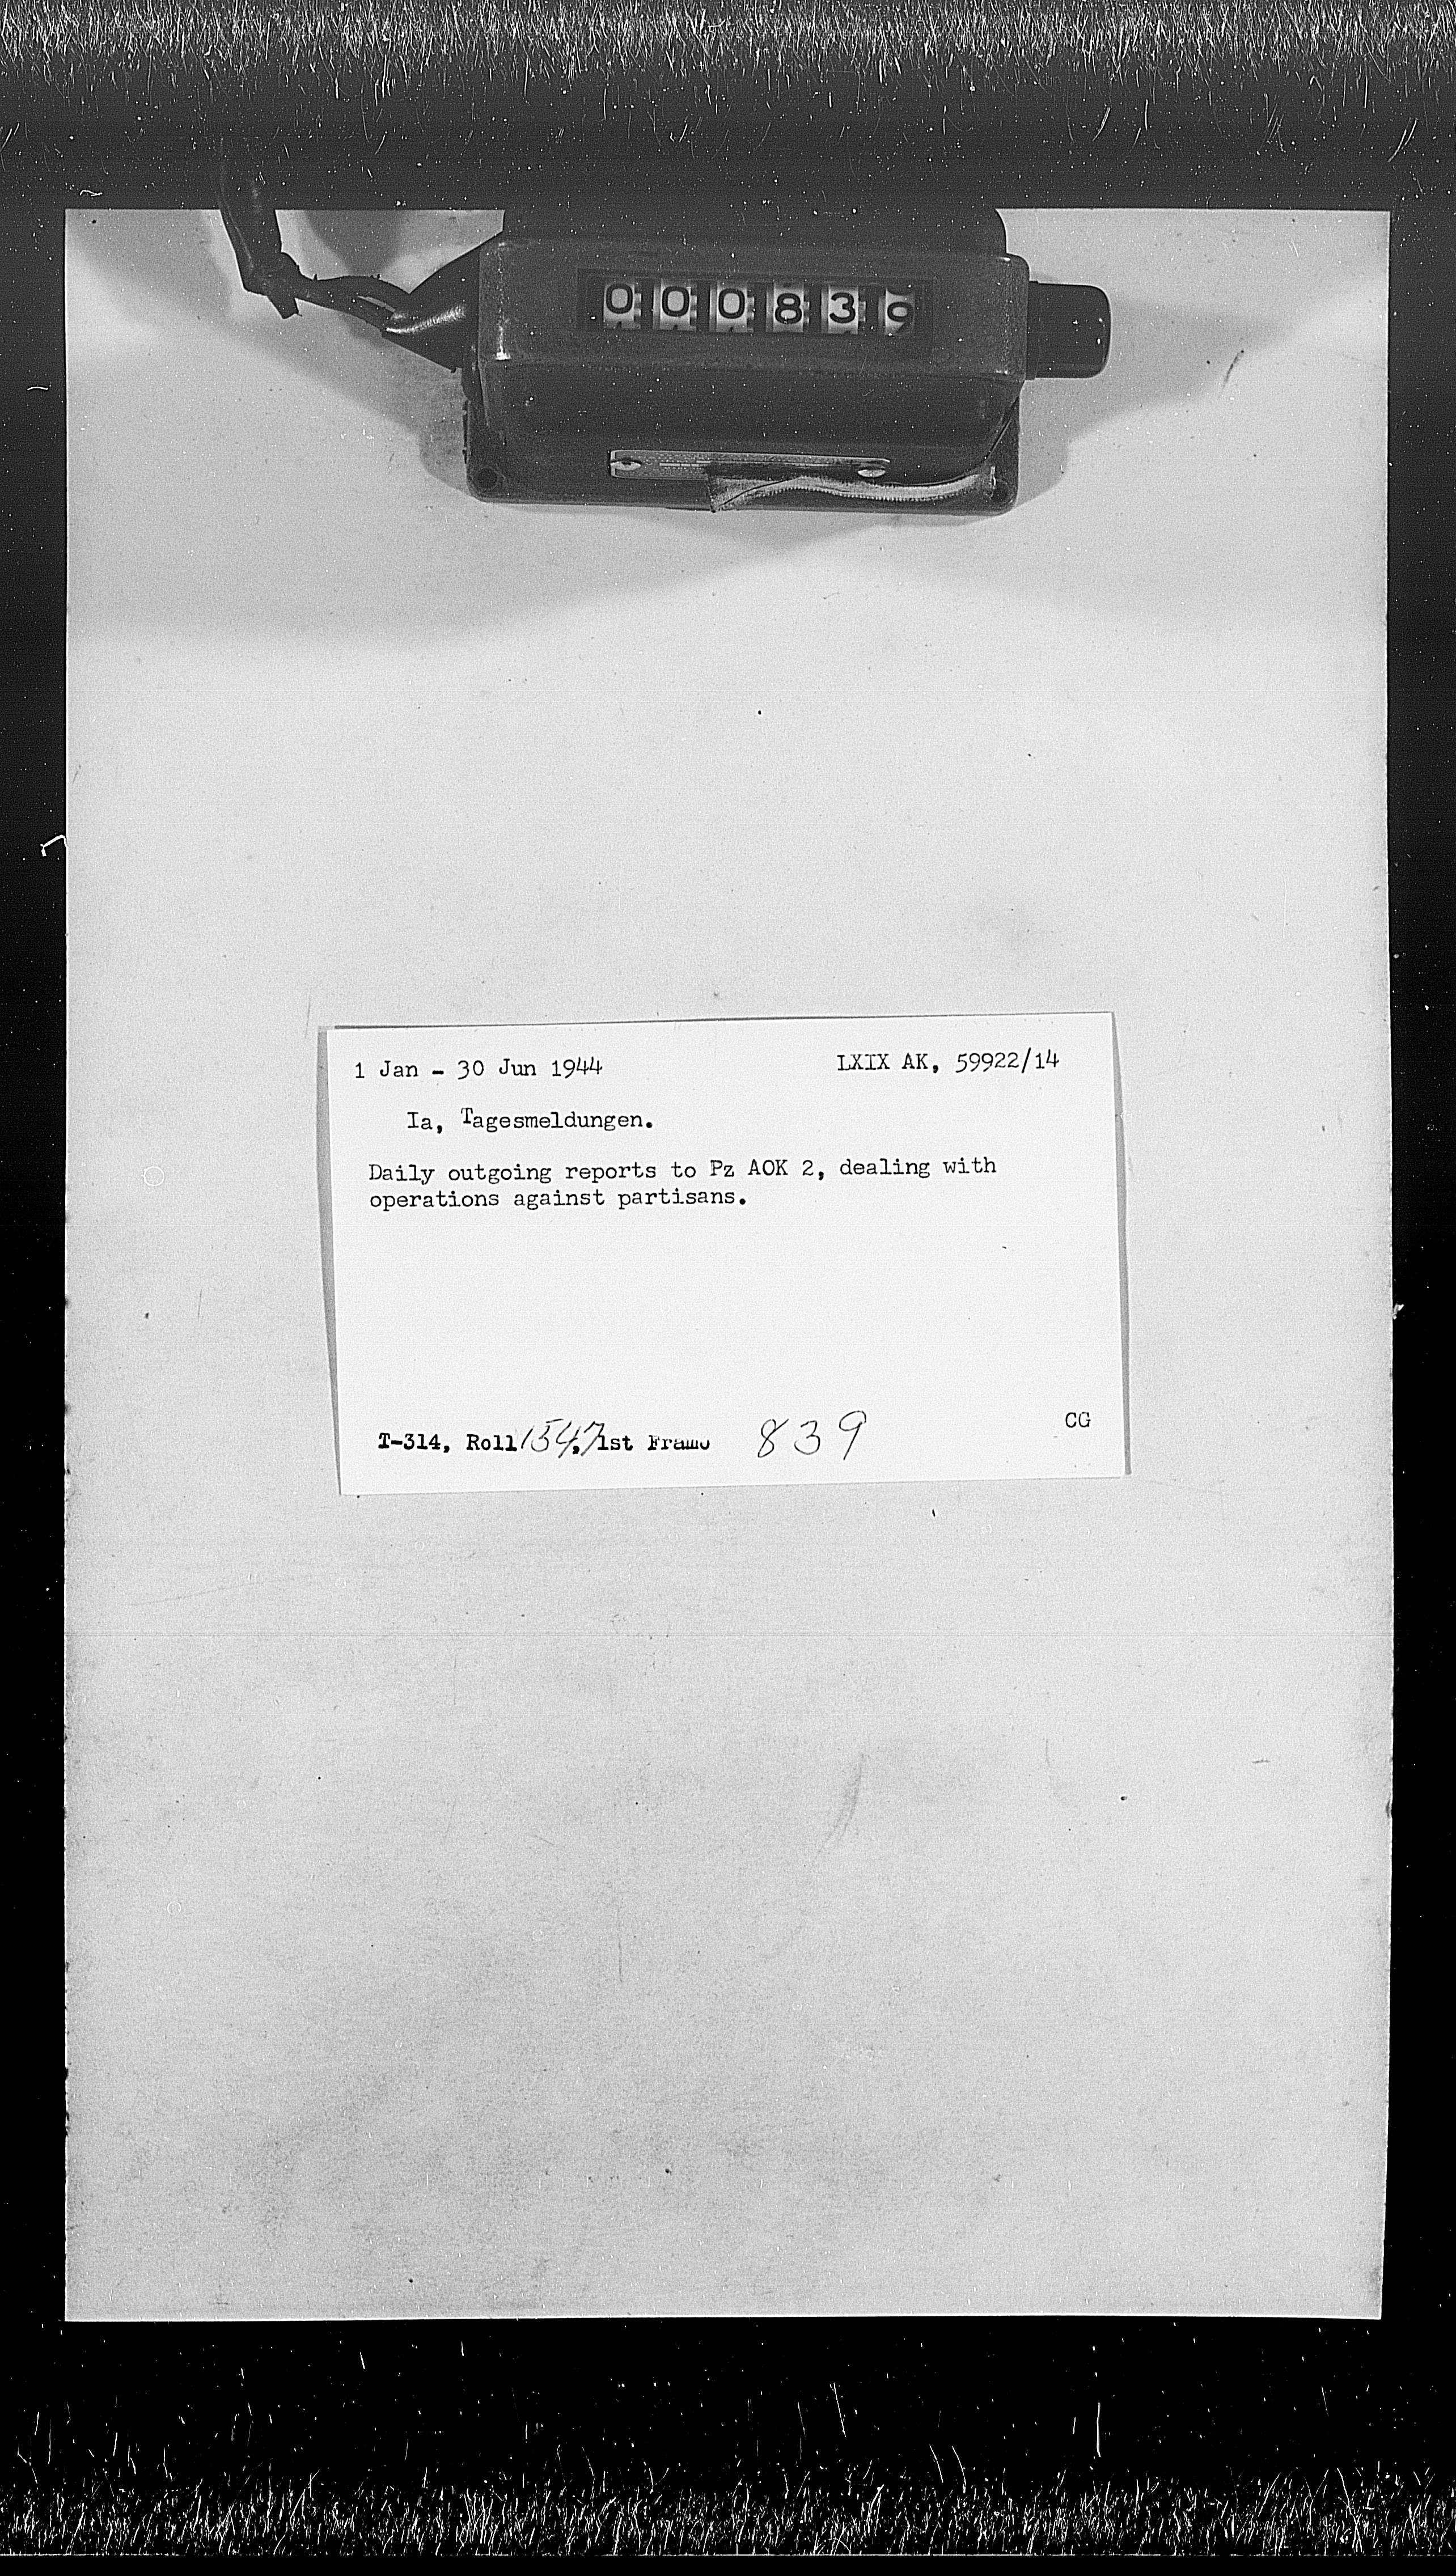 000839
1 Jan - 30 Jun 1944 LXIX AK, 59922/14
Ia, Tagesmeldungen.
Daily outgoing reports to Pz AOK 2, dealing with
operations against partisans.
CG
T-314, Roll 1547, 1st Frame 839